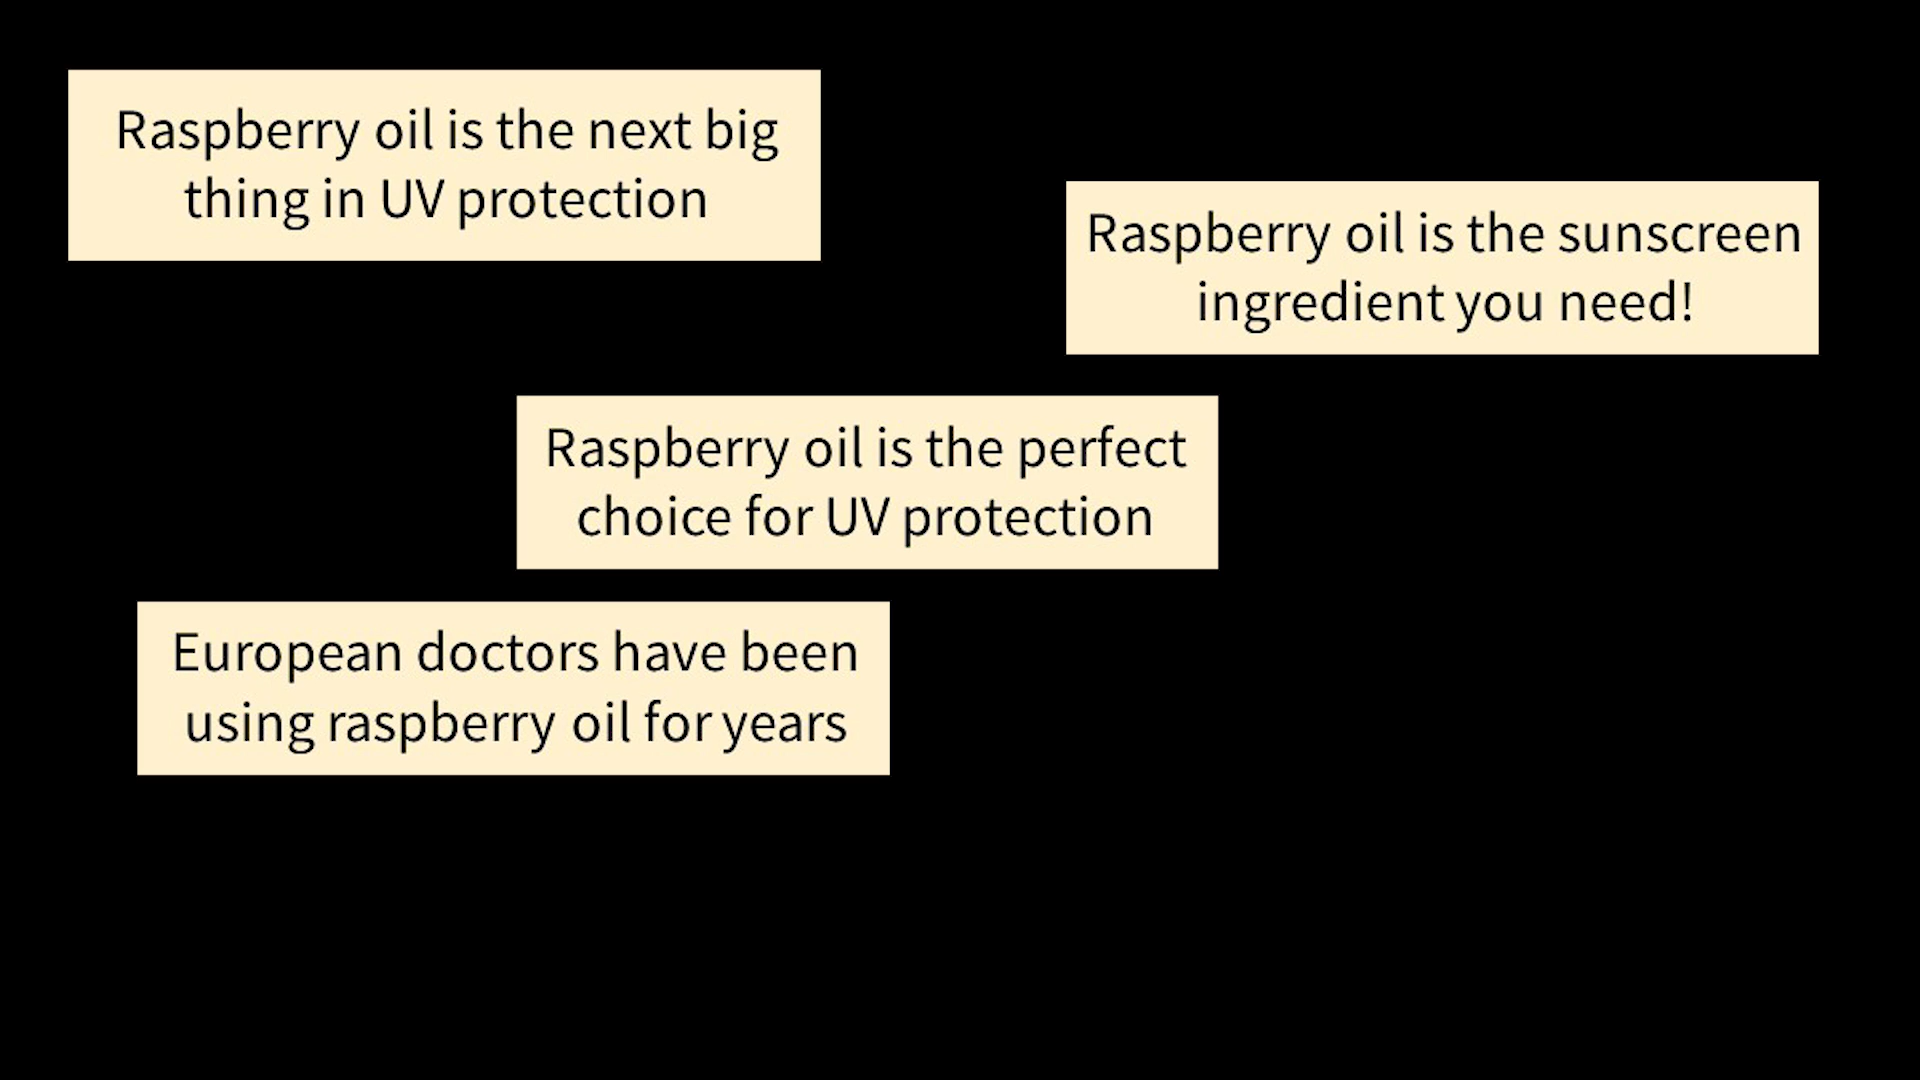 Raspberry oil is the next big
thing in UV protection
Raspberry oil is the sunscreen
ingredient you need!
Raspberry oil is the perfect
choice for UV protection
European doctors have been
using raspberry oil for years